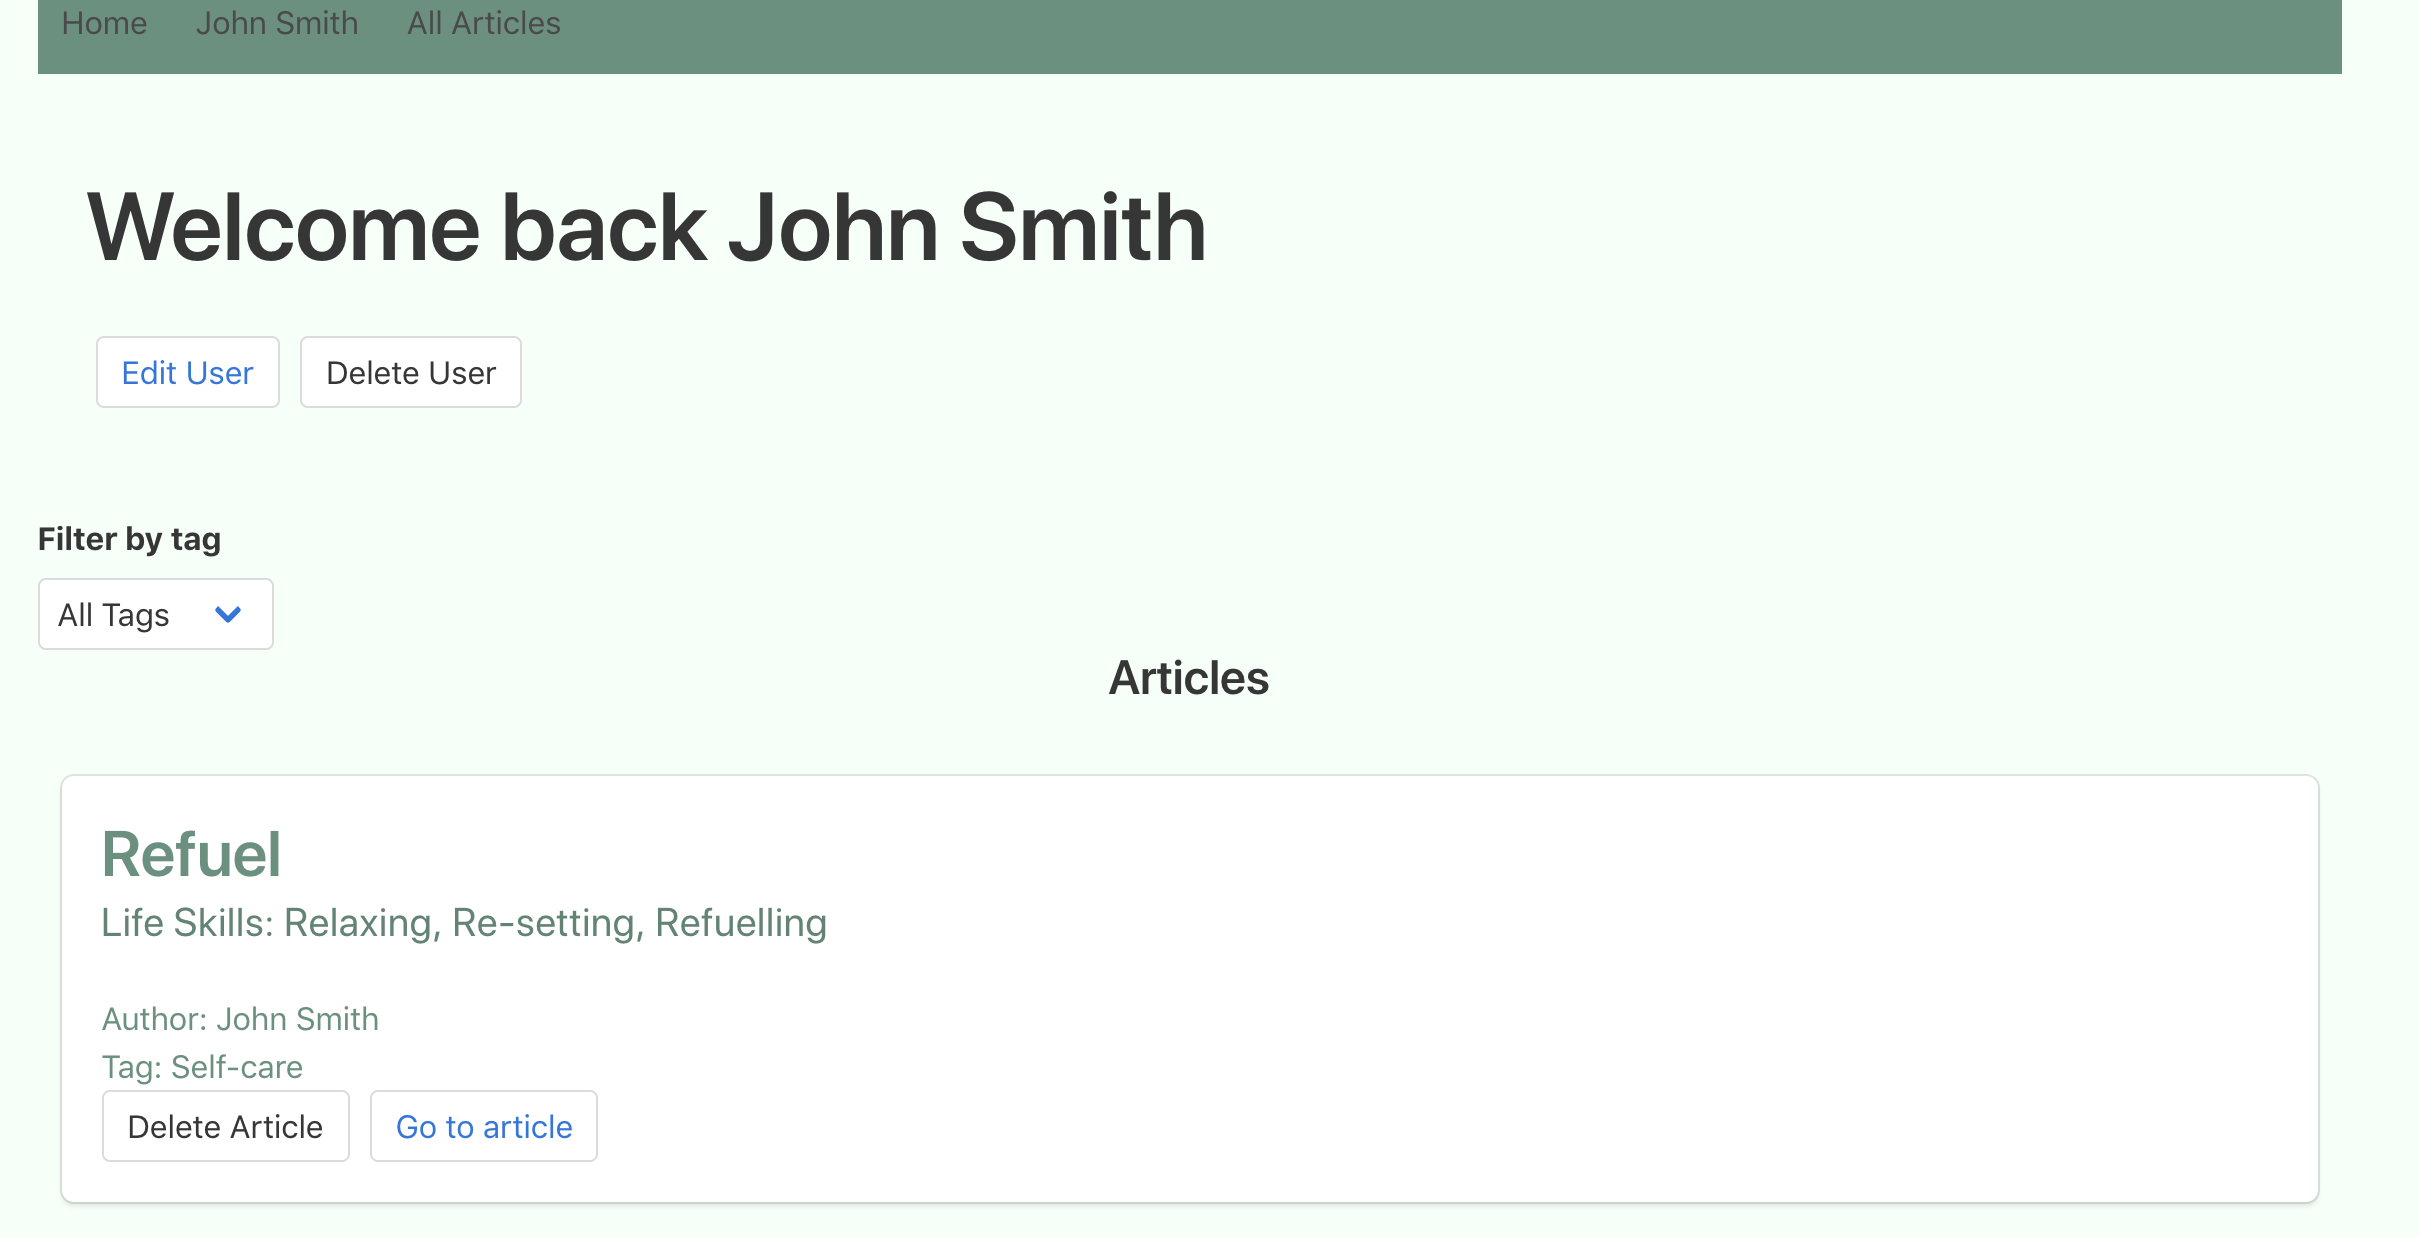 Home John Smith All Articles
Welcome back John Smith
Edit User Delete User
Filter by tag
All Tags
Articles
Refuel
Life Skills: Relaxing, Re-setting, Refuelling
Author: John Smith
Tag: Self-care
Delete Article Go to article